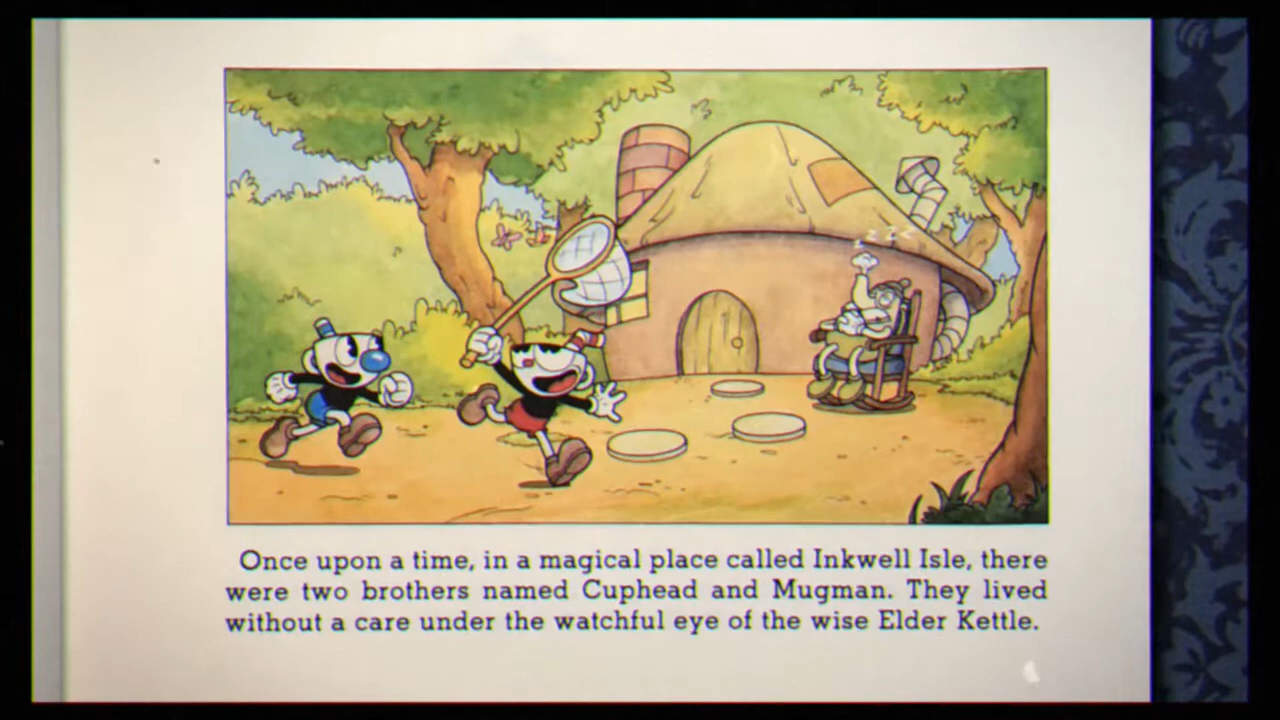 z z z z z
Once upon a time, in a magical place called Inkwell Isle, there
were two brothers named Cuphead and Mugman. They lived
without a care under the watchful eye of the wise Elder Kettle.